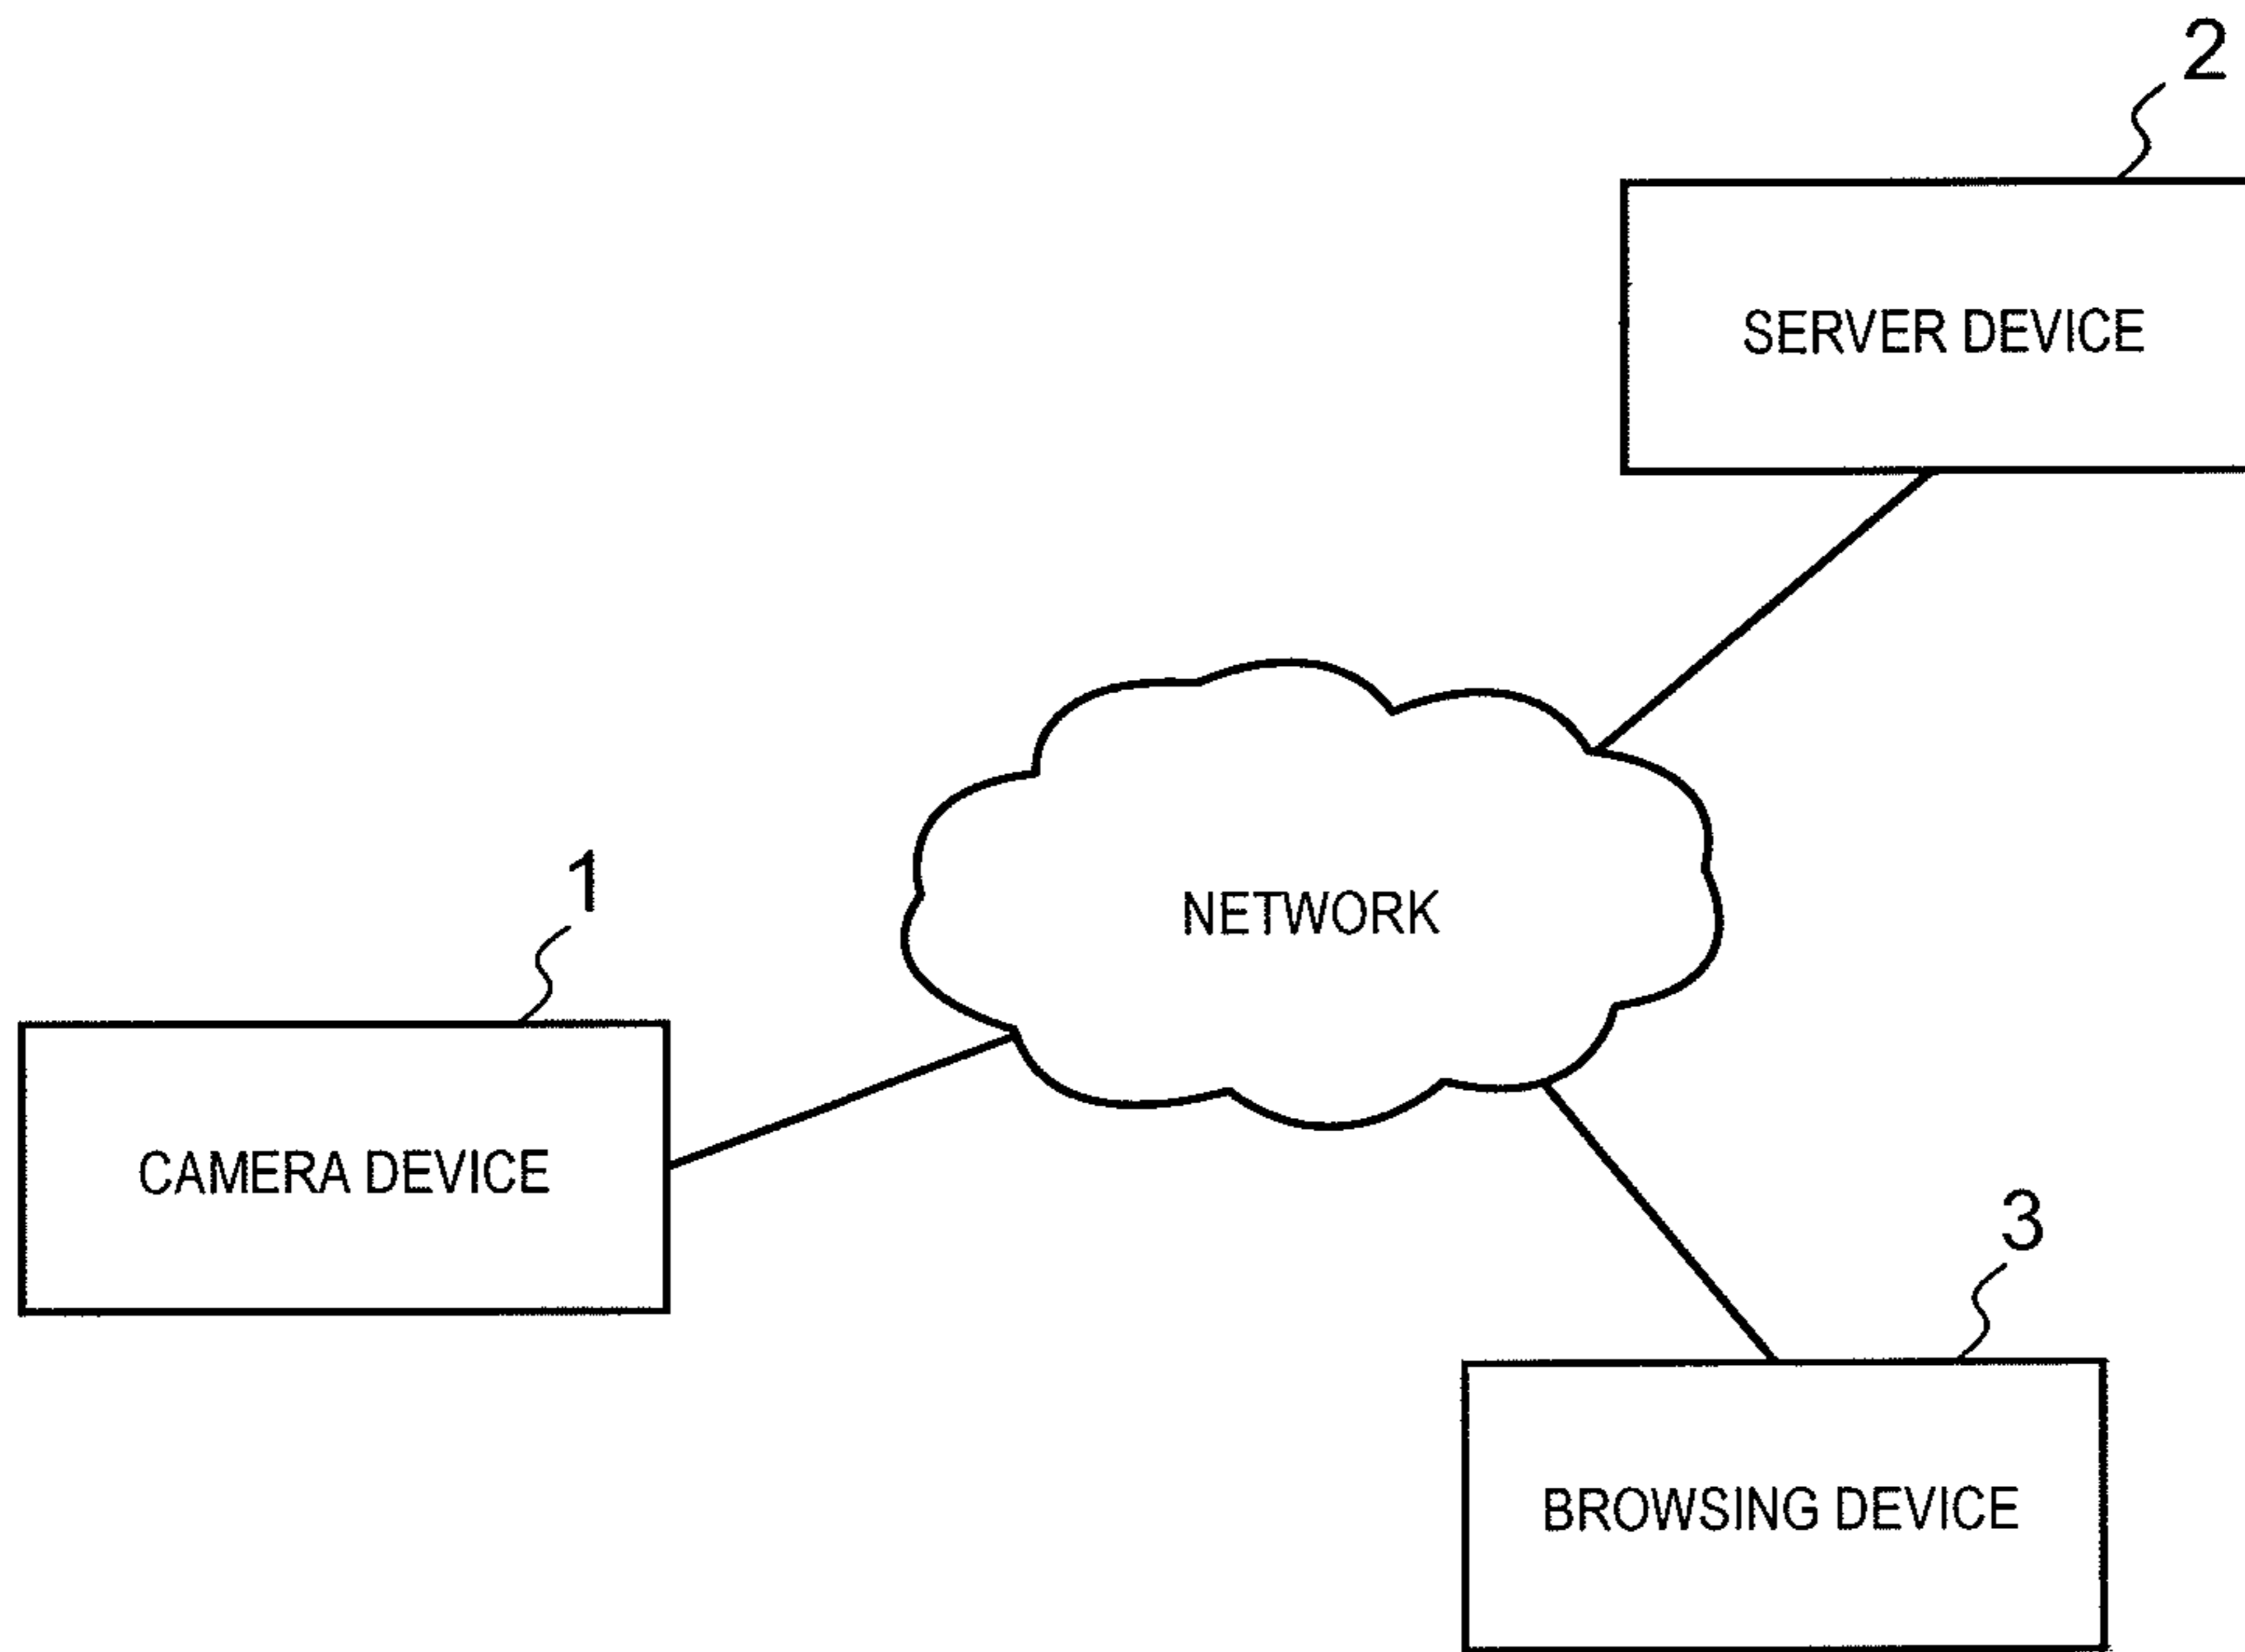 2
SERVER DEVICE
NETWORK
1
CAMERA DEVICE
3
BROWSING DEVICE